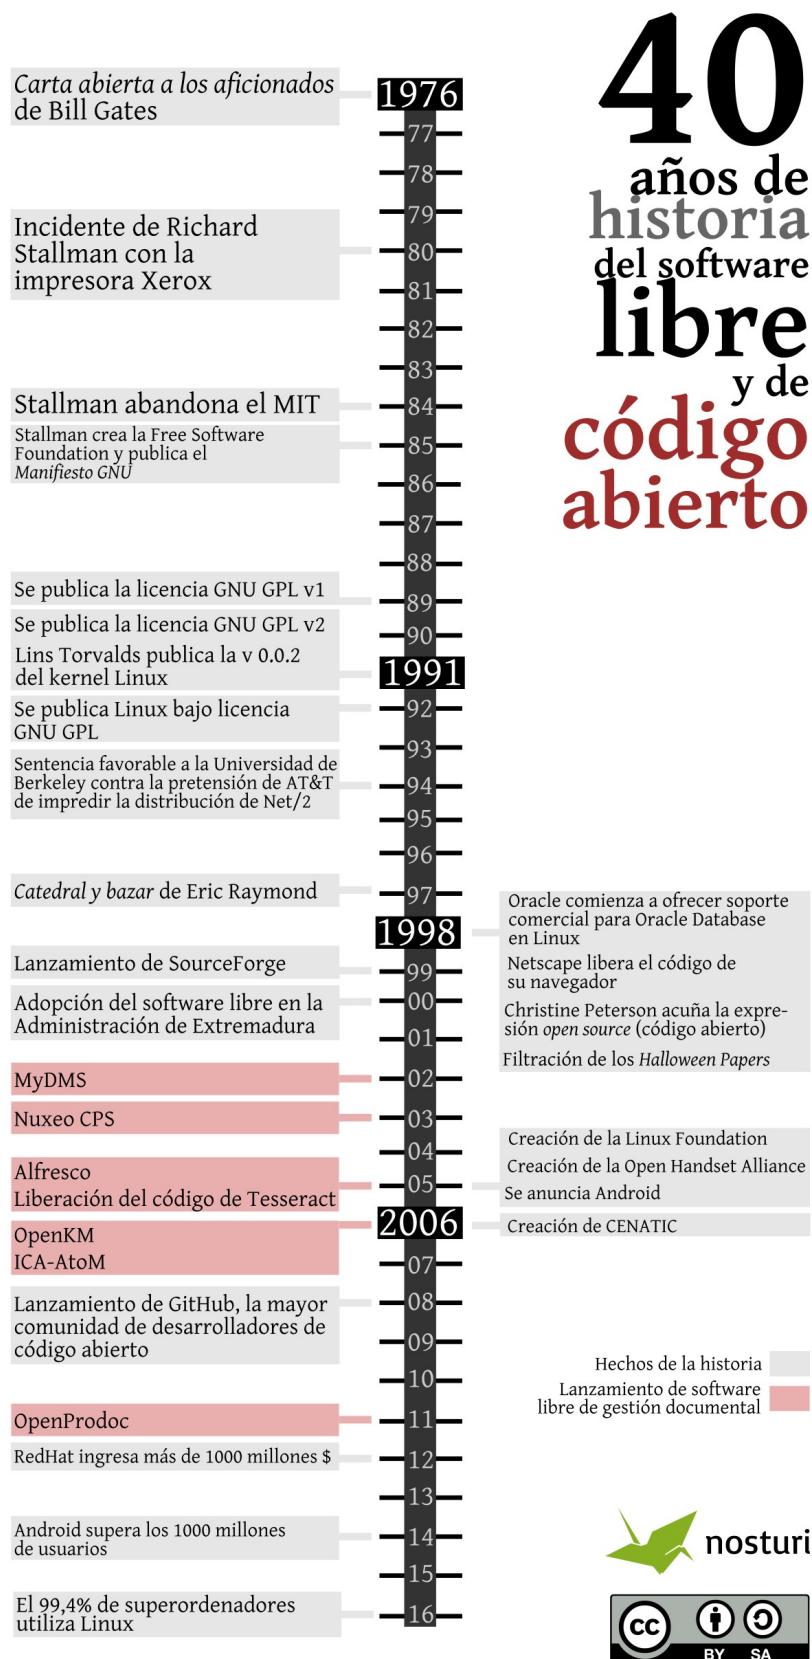 40
años de
historia
del software
libre
y de
código
abierto
Carta abierta a los aficionados
de Bill Gates
1976
77
78
79
Incidente de Richard
Stallman con la
impresora Xerox
80
81
82
83
Stallman abandona el MIT
84
Stallman crea la Free Software
Foundation y publica el
Manifiesto GNU
85
86
87
88
Se publica la licencia GNU GPL v1
89
Se publica la licencia GNU GPL v2
90
Lins Torvalds publica la v 0.0.2
del kernel Linux
1991
Se publica Linux bajo licencia
GNU GPL
92
93
Sentencia favorable a la Universidad de
Berkeley contra la pretensión de AT&T
de impredir la distribución de Net/2
94
95
96
Catedral y bazar de Eric Raymond
97
1998
Oracle comienza a ofrecer soporte
comercial para Oracle Database
en Linux
Netscape libera el código de
su navegador
Christine Peterson acuña la expre-
sión open source (código abierto)
Filtración de los Halloween Papers
Lanzamiento de SourceForge
99
Adopción del software libre en la
Administración de Extremadura
00
01
MyDMS
02
Nuxeo CPS
03
04
Alfresco
Liberación del código de Tesseract
05
Creación de la Linux Foundation
Creación de la Open Handset Alliance
Se anuncia Android
2006
Creación de CENATIC
OpenKM
ICA-AtoM
07
Lanzamiento de GitHub, la mayor
comunidad de desarrolladores de
código abierto
08
09
10
Hechos de la historia
Lanzamiento de software
libre de gestión documental
OpenProdoc
11
RedHat ingresa más de 1000 millones $
12
13
Android supera los 1000 millones
de usuarios
14
15
El 99,4% de superordenadores
utiliza Linux
16
nosturi
cc
BY SA